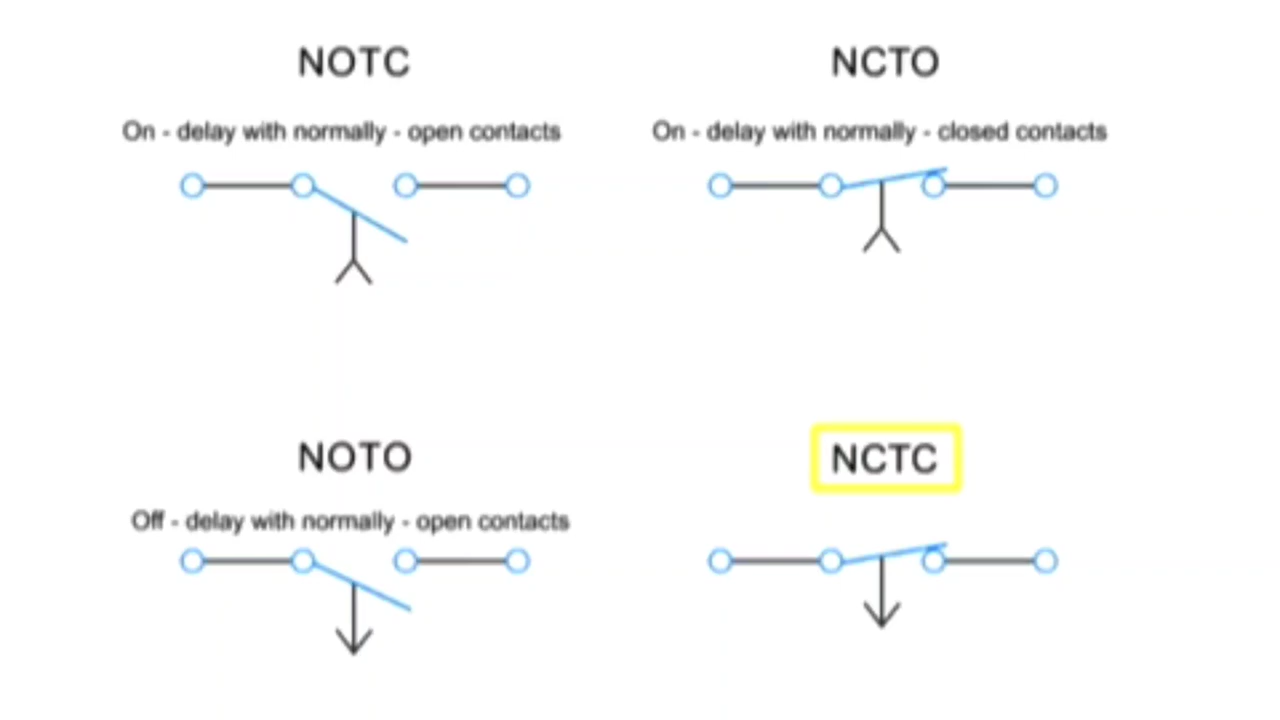 NOTC
NCTO
On - delay with normally - open contacts
On - delay with normally - closed contacts
NOTO
NCTC
Off - delay with normally - open contacts